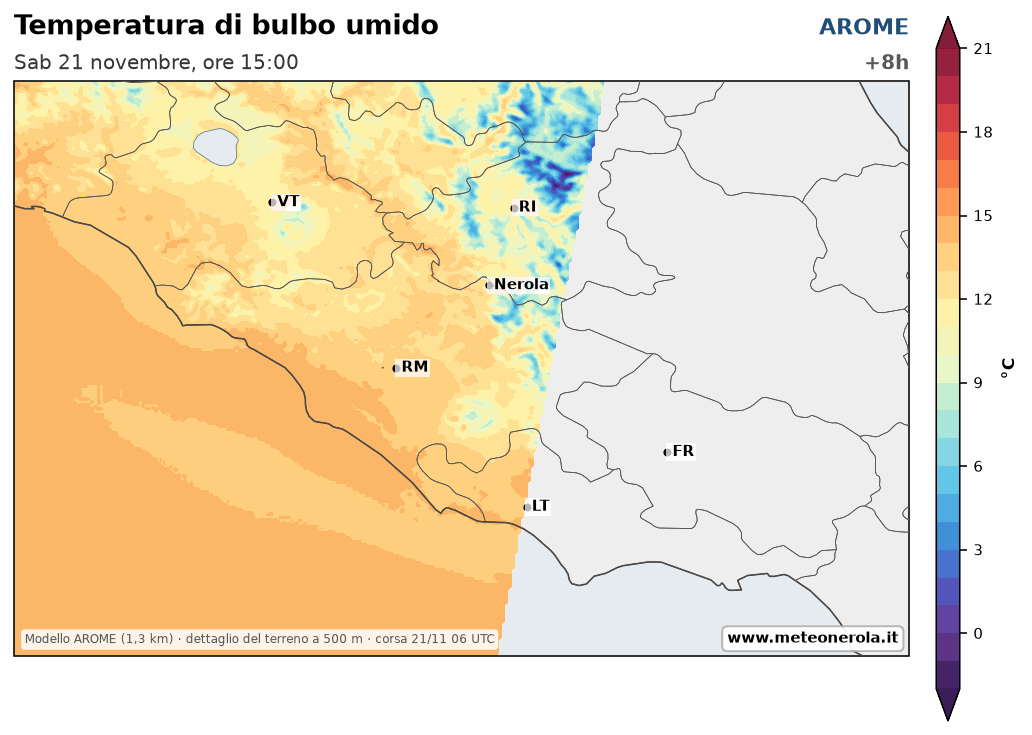 Temperatura di bulbo umido
AROME
Sab 21 novembre, ore 15:00
+8h
VT
RI
Nerola
RM
FR
LT
Modello AROME (1,3 km) · dettaglio del terreno a 500 m · corsa 21/11 06 UTC
www.meteonerola.it
21
18
15
12
9
6
3
0
°C